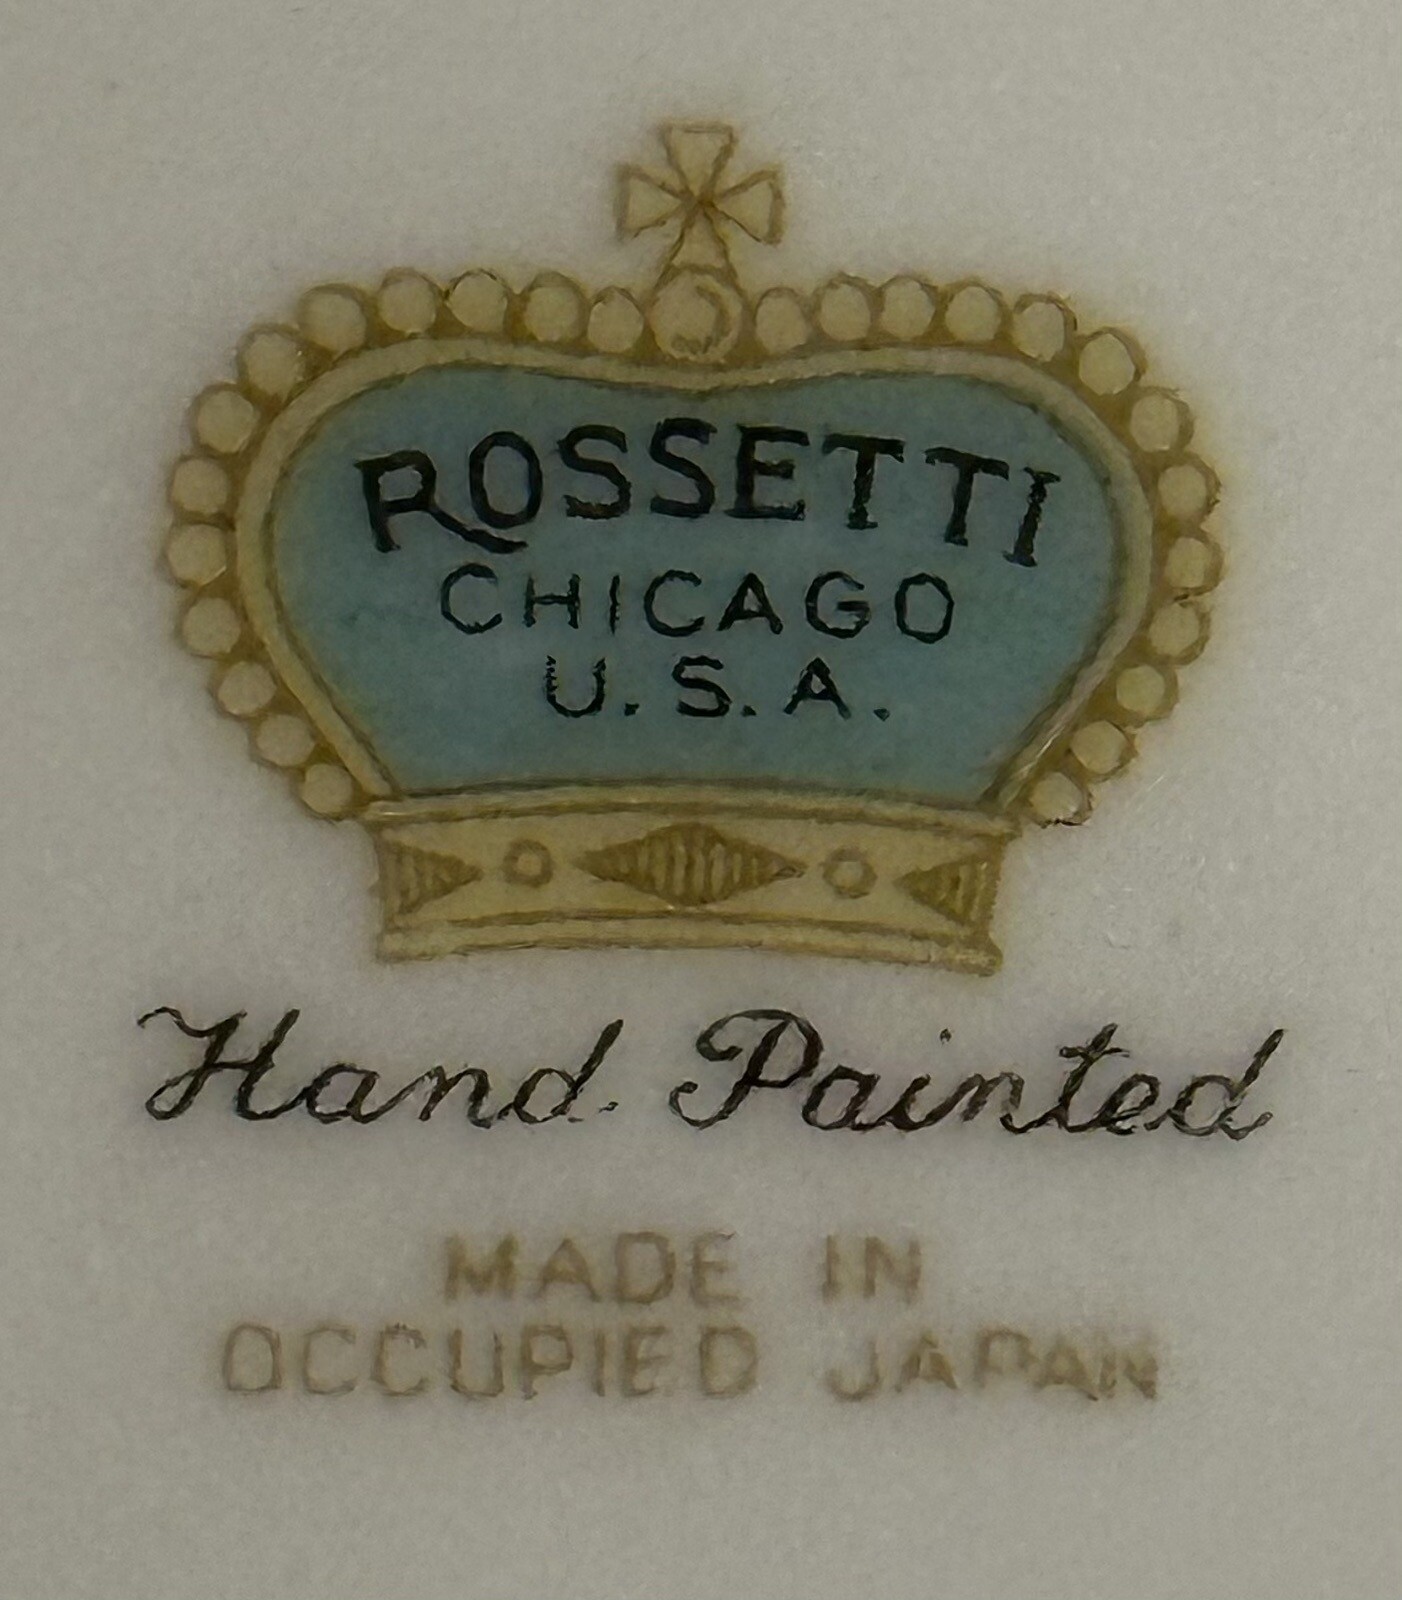 ROSSETTI
CHICAGO
U.S.A.
Hand Painted
MADE IN
OCCUPIED JAPAN